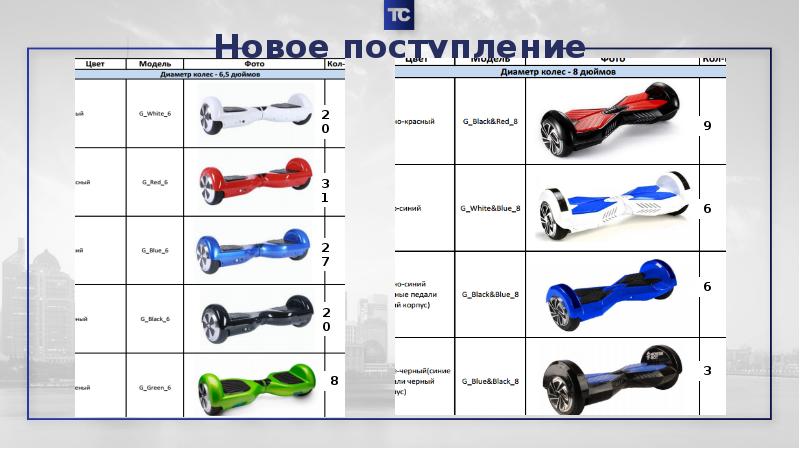 TC
Новое поступление
Цвет Модель Фото Кол-
Диаметр колес - 6,5 дюймов
ый G_White_6 20
сный G_Red_6 31
ий G_Blue_6 27
ный G_Black_6 20
еный G_Green_6 8
Цвет Модель Фото Кол-
Диаметр колес - 8 дюймов
но-красный G_Black&Red_8 9
о-синий G_White&Blue_8 6
но-синий
ные педали G_Black&Blue_8 6
ий корпус)
е-черный(синие
али черный G_Blue&Black_8 3
пус)